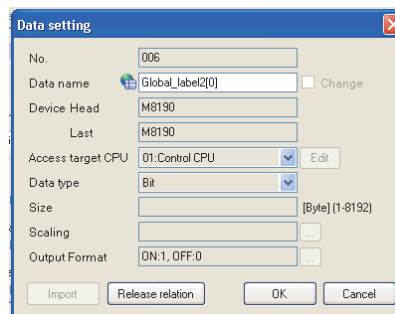 Data setting
No. 006
Data name Global_label2[0] Change
Device Head M8190
Last M8190
Access target CPU 01:Control CPU Edit
Data type Bit
Size [Byte] (1-8192)
Scaling ...
Output Format ON:1, OFF:0 ...
Import Release relation OK Cancel